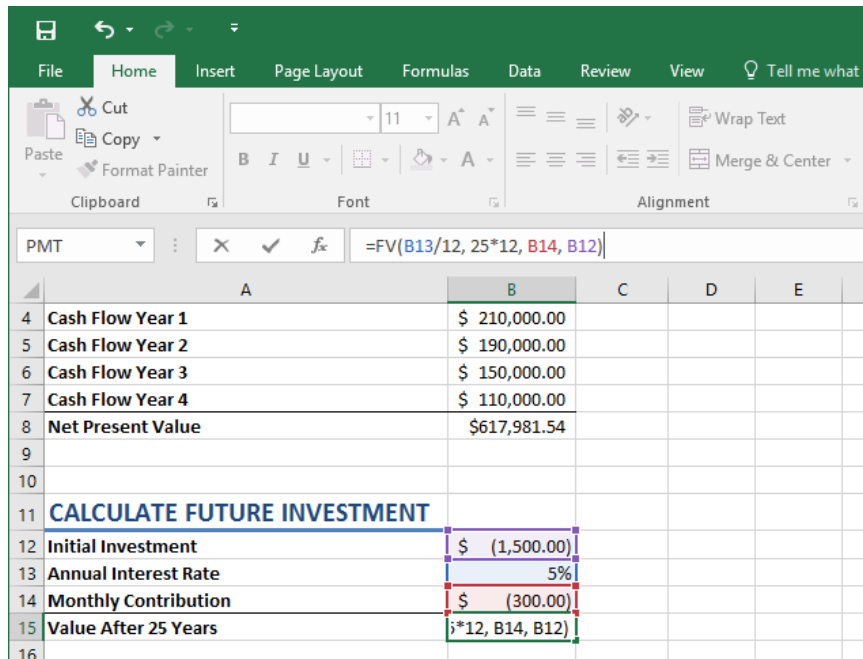 File Home Insert Page Layout Formulas Data Review View Tell me what
Cut
Copy
Paste
Format Painter
11 A A Wrap Text
B I U A Merge & Center
Clipboard Font Alignment
PMT fx =FV(B13/12, 25*12, B14, B12)
A B C D E
4 Cash Flow Year 1 $ 210,000.00
5 Cash Flow Year 2 $ 190,000.00
6 Cash Flow Year 3 $ 150,000.00
7 Cash Flow Year 4 $ 110,000.00
8 Net Present Value $617,981.54
9
10
11 CALCULATE FUTURE INVESTMENT
12 Initial Investment $ (1,500.00)
13 Annual Interest Rate 5%
14 Monthly Contribution $ (300.00)
15 Value After 25 Years 5*12, B14, B12)
16